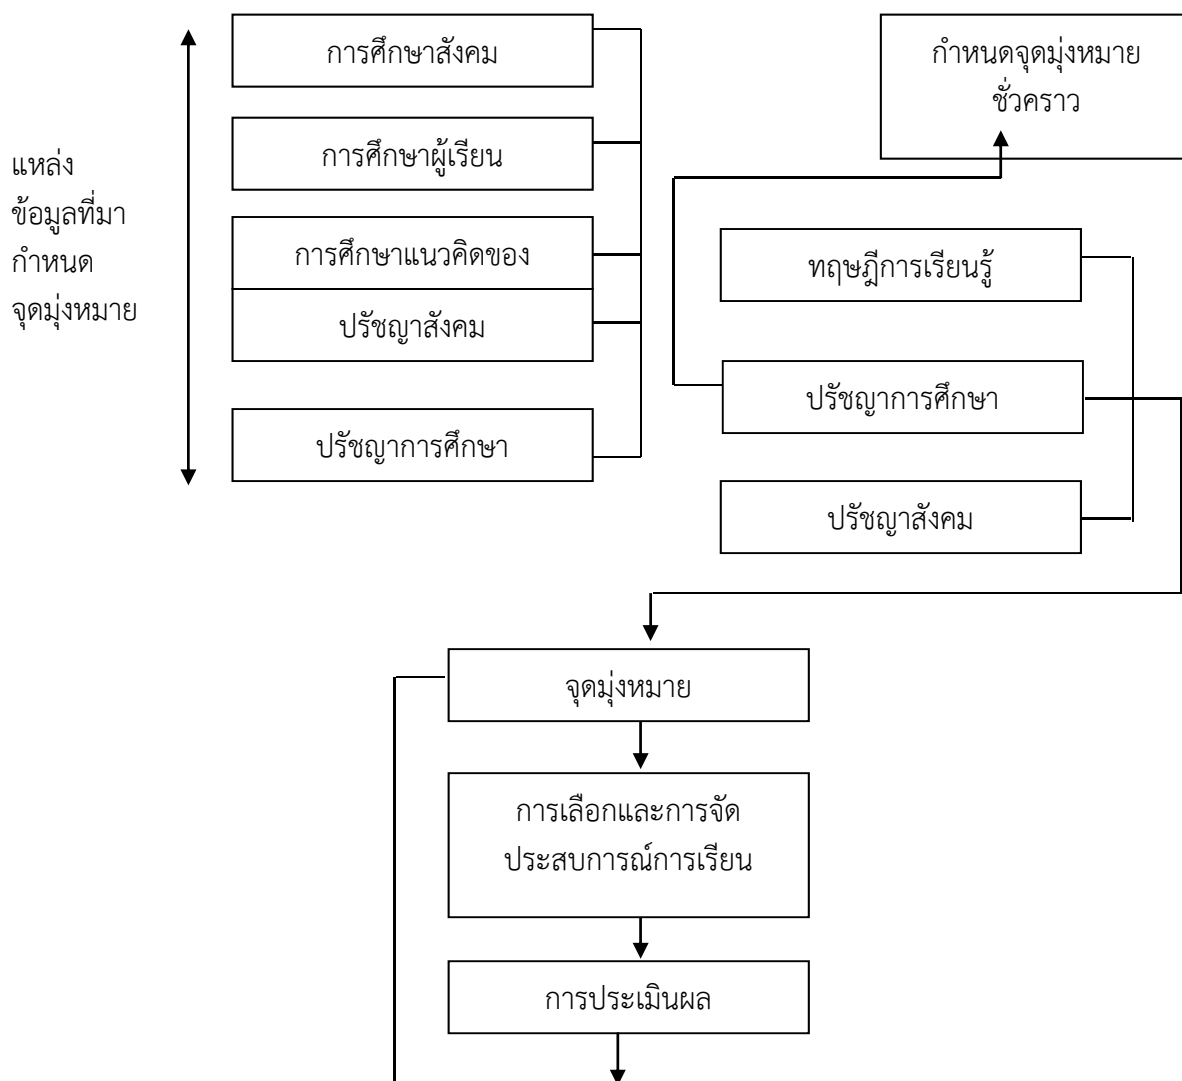 แหล่ง
ข้อมูลที่มา
กำหนด
จุดมุ่งหมาย
การศึกษาสังคม
การศึกษาผู้เรียน
การศึกษาแนวคิดของ
ปรัชญาสังคม
ปรัชญาการศึกษา
กำหนดจุดมุ่งหมาย
ชั่วคราว
ทฤษฎีการเรียนรู้
ปรัชญาการศึกษา
ปรัชญาสังคม
จุดมุ่งหมาย
การเลือกและการจัด
ประสบการณ์การเรียน
การประเมินผล